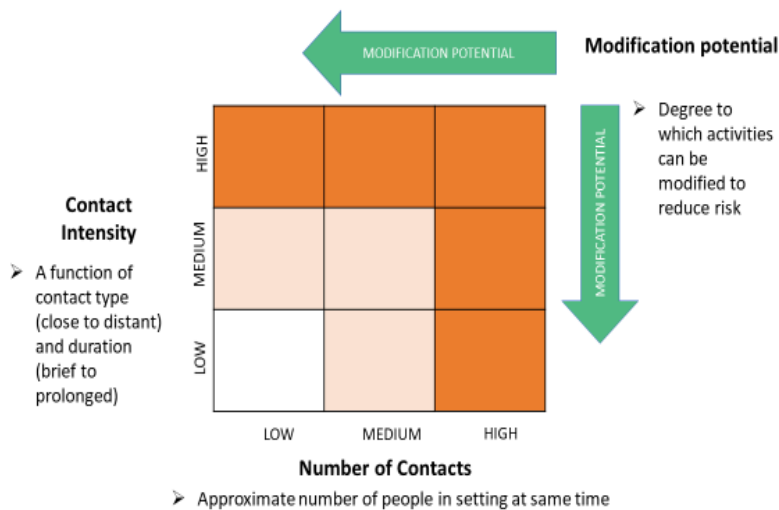 MODIFICATION POTENTIAL
Modification potential
➢ Degree to
which activities
can be
modified to
reduce risk
MODIFICATION POTENTIAL
HIGH
MEDIUM
LOW
Contact
Intensity
➢ A function of
contact type
(close to distant)
and duration
(brief to
prolonged)
LOW MEDIUM HIGH
Number of Contacts
➢ Approximate number of people in setting at same time